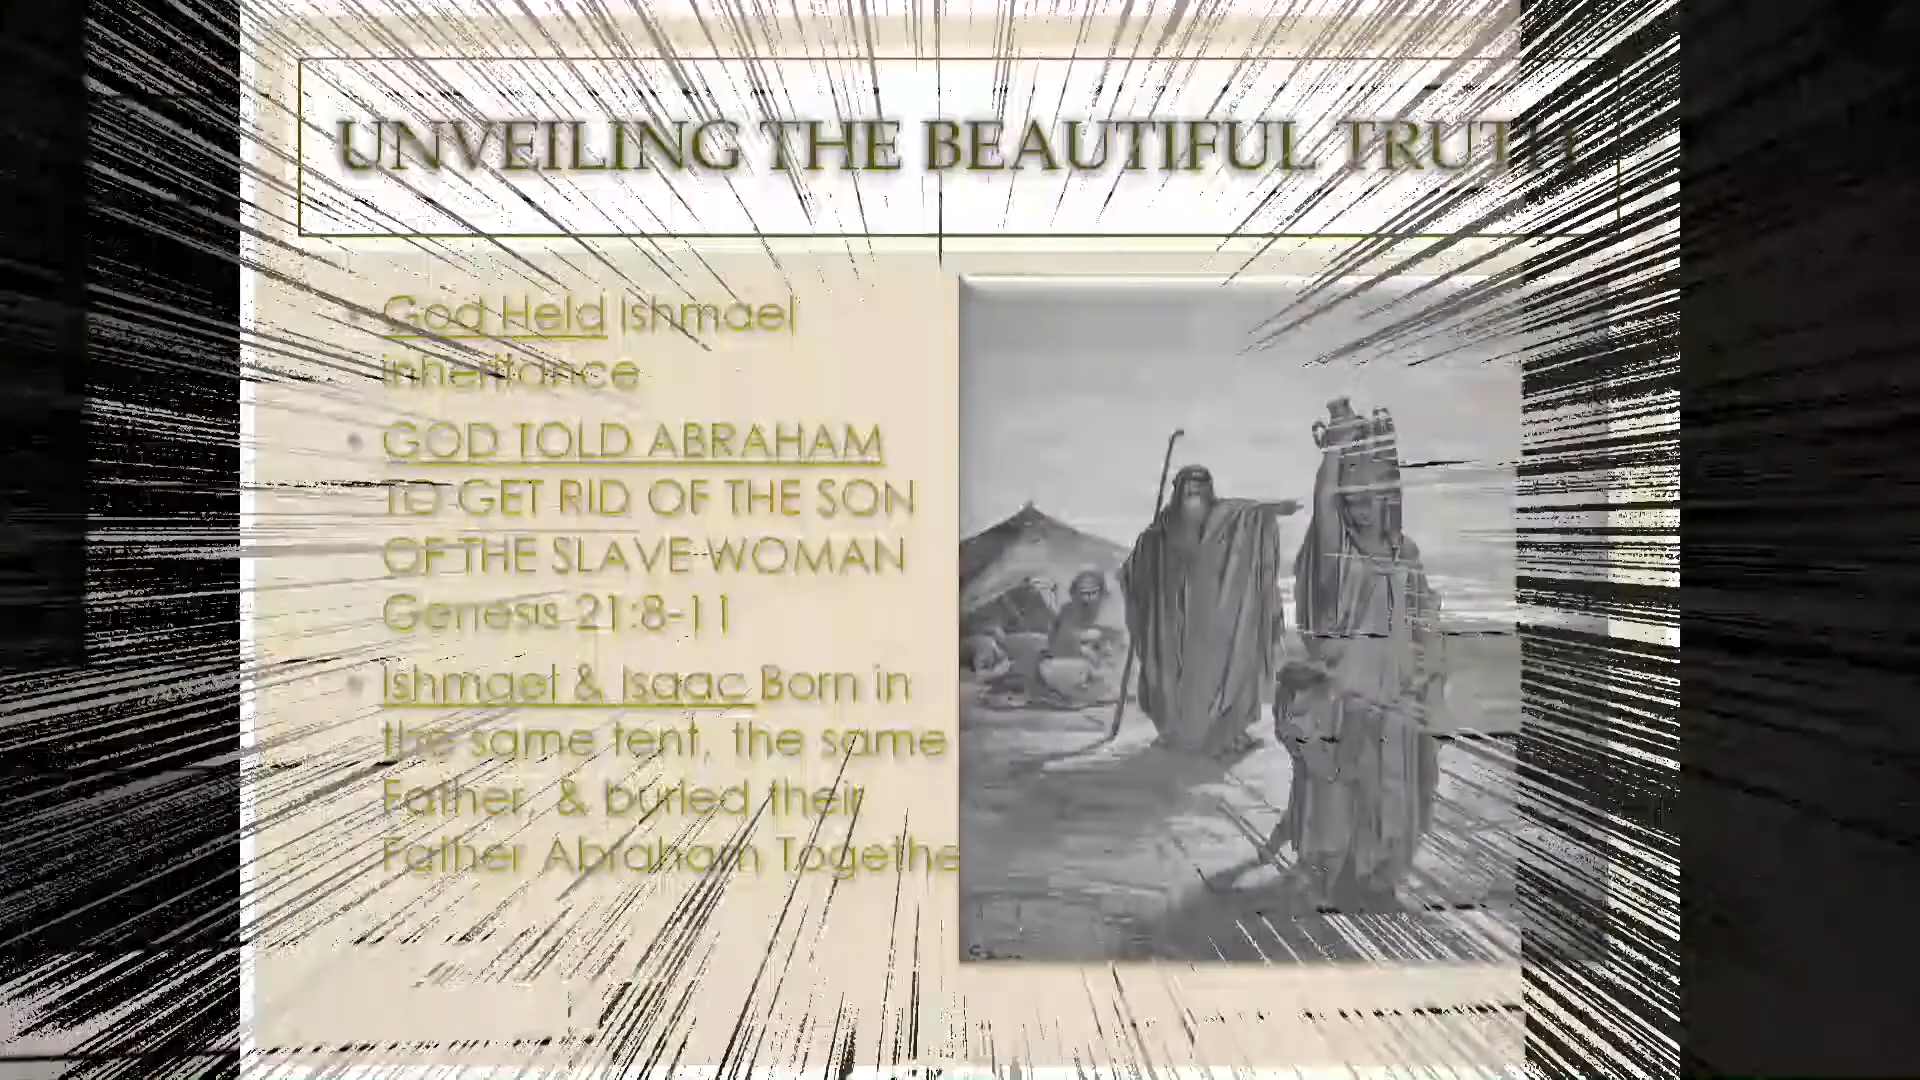 UNVEILING THE BEAUTIFUL TRUTH
• God Held Ishmael
inheritance
• GOD TOLD ABRAHAM
TO GET RID OF THE SON
OF THE SLAVE WOMAN
Genesis 21:8-11
• Ishmael & Isaac Born in
the same tent, the same
Father, & buried their
Father Abraham Togethe